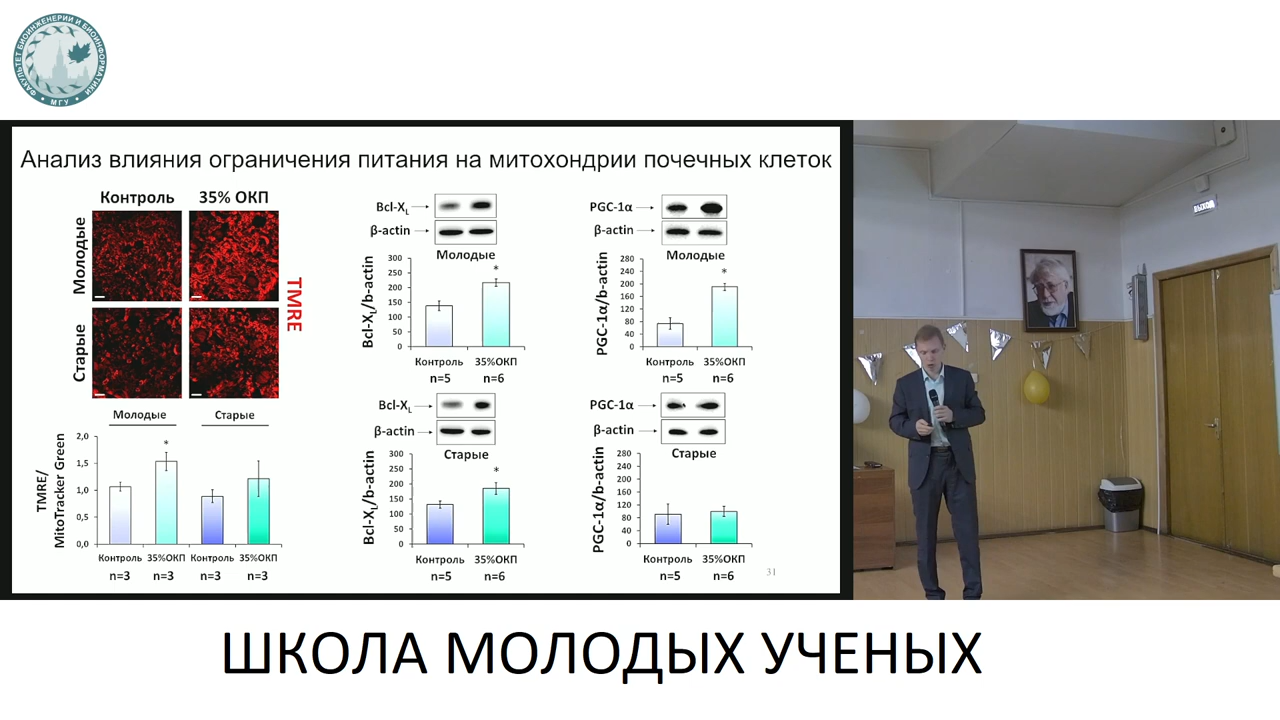 ФАКУЛЬТЕТ БИОИНЖЕНЕРИИ И БИОИНФОРМАТИКИ
МГУ
Анализ влияния ограничения питания на митохондрии почечных клеток
Контроль 35% ОКП
Молодые
Старые
TMRE
Молодые Старые
TMRE/
MitoTracker Green
2,0
1,5
1,0
0,5
0,0
*
Контроль 35%ОКП Контроль 35%ОКП
n=3 n=3 n=3 n=3
Bcl-XL
β-actin
Молодые
Bcl-XL/b-actin
300
250
200
150
100
50
0
*
Контроль 35%ОКП
n=5 n=6
Bcl-XL
β-actin
Старые
Bcl-XL/b-actin
300
250
200
150
100
50
0
*
Контроль 35%ОКП
n=5 n=6
PGC-1α
β-actin
Молодые
PGC-1α/b-actin
280
240
200
160
120
80
40
0
*
Контроль 35%ОКП
n=5 n=6
PGC-1α
β-actin
Старые
PGC-1α/b-actin
280
240
200
160
120
80
40
0
Контроль 35%ОКП
n=5 n=6
31
ВЫХОД
ШКОЛА МОЛОДЫХ УЧЕНЫХ